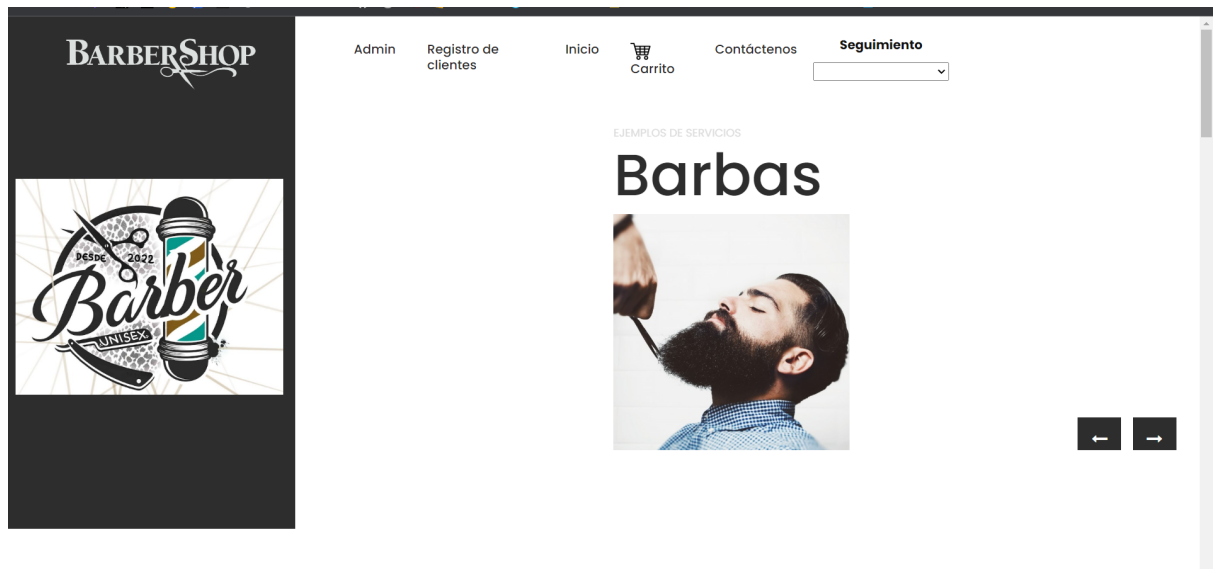 BARBERSHOP
Admin
Registro de
clientes
Inicio
Carrito
Contáctenos
Seguimiento
EJEMPLOS DE SERVICIOS
Barbas
DESDE 2022
Barber
UNISEX